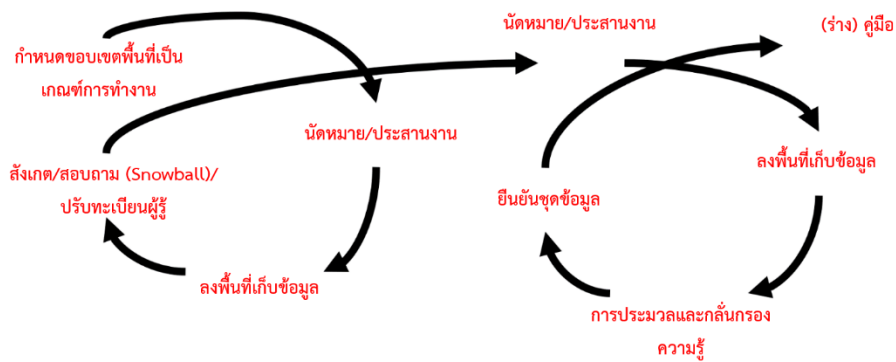 กำหนดขอบเขตพื้นที่เป็น
เกณฑ์การทำงาน
นัดหมาย/ประสานงาน
ลงพื้นที่เก็บข้อมูล
สังเกต/สอบถาม (Snowball)/
ปรับทะเบียนผู้รู้
นัดหมาย/ประสานงาน
ลงพื้นที่เก็บข้อมูล
การประมวลและกลั่นกรอง
ความรู้
ยืนยันชุดข้อมูล
(ร่าง) คู่มือ